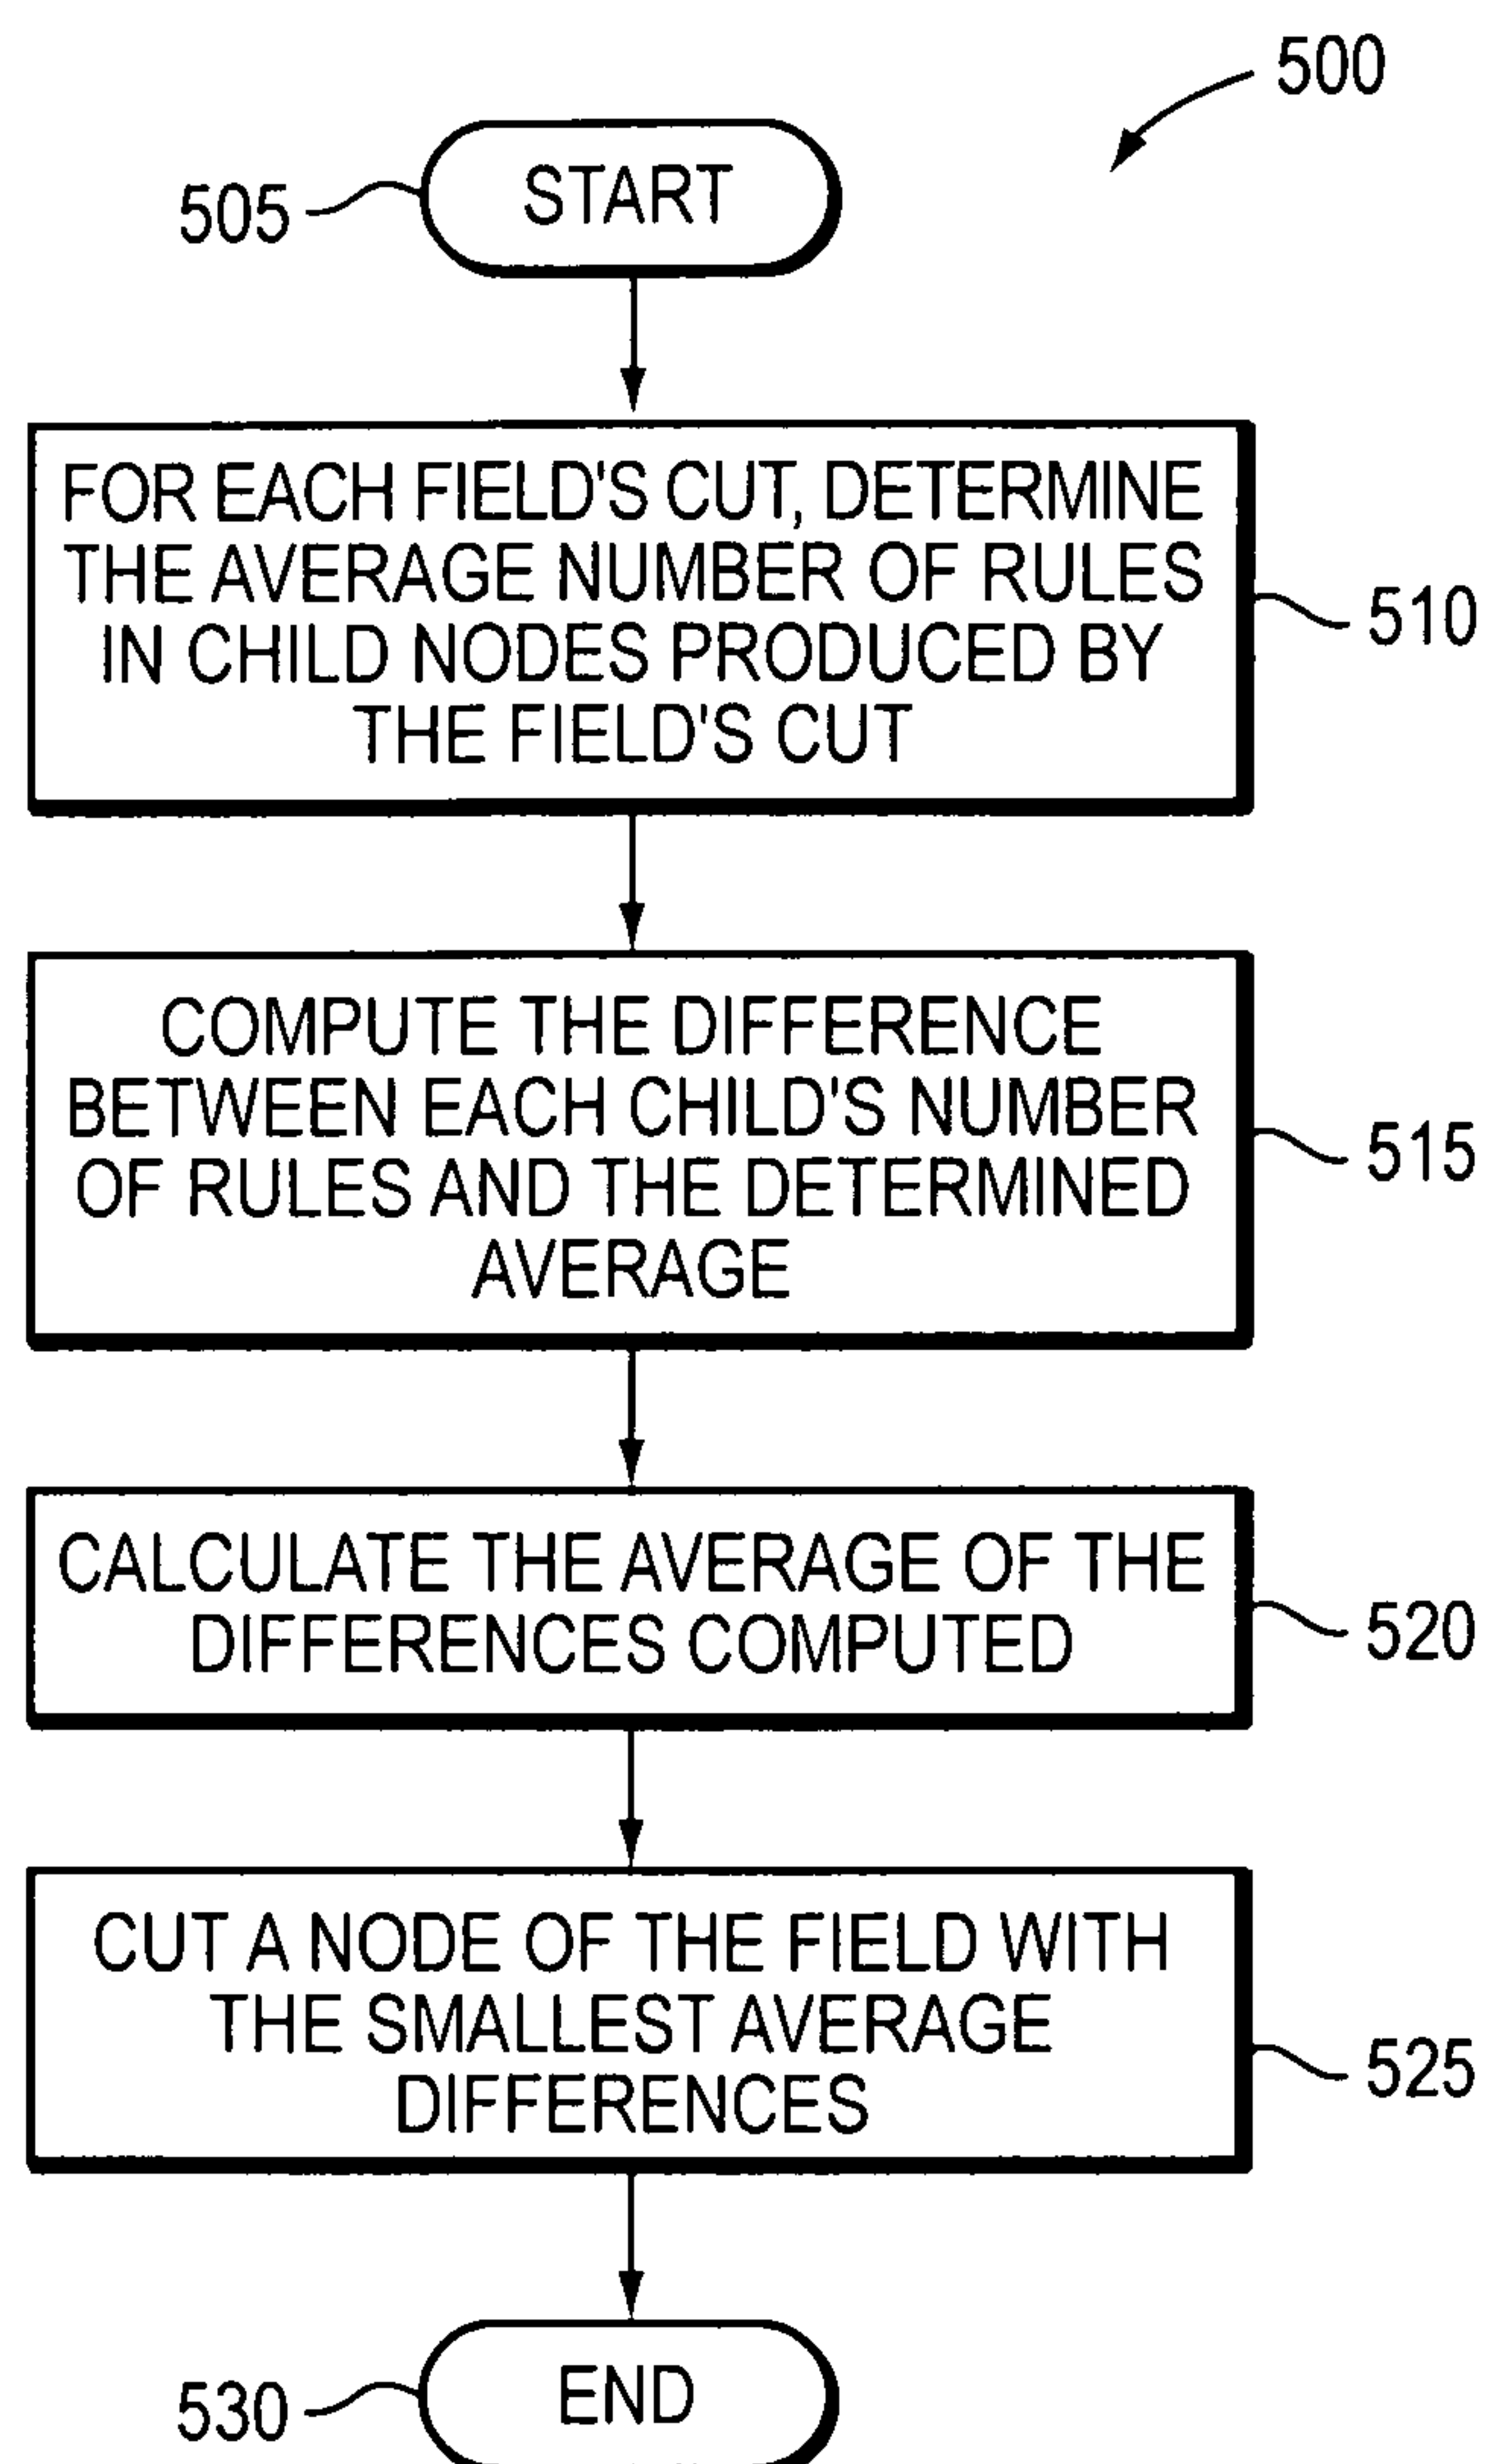 500
505
START
FOR EACH FIELD'S CUT, DETERMINE
THE AVERAGE NUMBER OF RULES
IN CHILD NODES PRODUCED BY
THE FIELD'S CUT
510
COMPUTE THE DIFFERENCE
BETWEEN EACH CHILD'S NUMBER
OF RULES AND THE DETERMINED
AVERAGE
515
CALCULATE THE AVERAGE OF THE
DIFFERENCES COMPUTED
520
CUT A NODE OF THE FIELD WITH
THE SMALLEST AVERAGE
DIFFERENCES
525
530
END